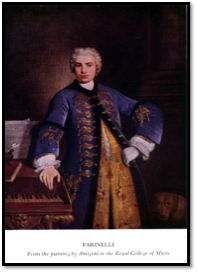 FARINELLI
From the painting by Amigoni in the Royal College of Music